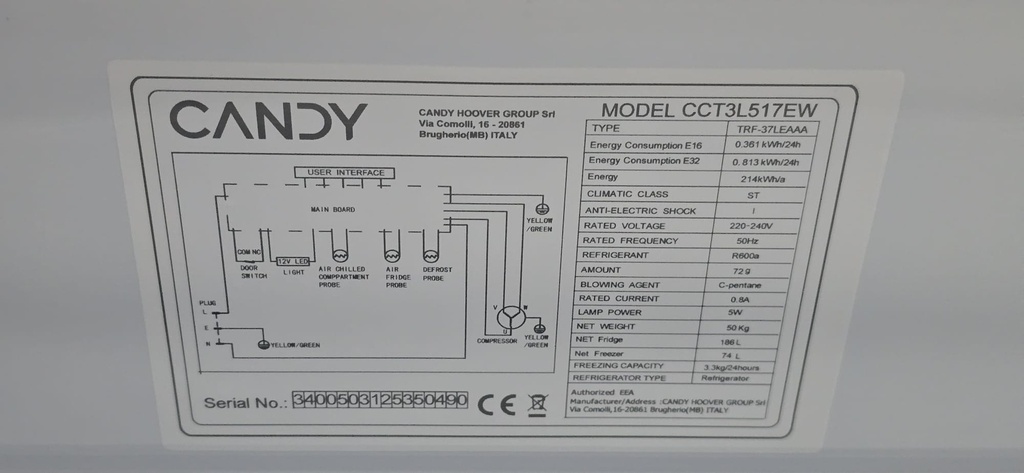 CANDY
CANDY HOOVER GROUP Srl
Via Comolli, 16 - 20861
Brugherio(MB) ITALY
MODEL CCT3L517EW
TYPE TRF-37LEAAA
Energy Consumption E16 0.361 kWh/24h
Energy Consumption E32 0.813 kWh/24h
Energy 214kWh/a
CLIMATIC CLASS ST
ANTI-ELECTRIC SHOCK I
RATED VOLTAGE 220-240V
RATED FREQUENCY 50Hz
REFRIGERANT R600a
AMOUNT 72g
BLOWING AGENT C-pentane
RATED CURRENT 0.8A
LAMP POWER 5W
NET WEIGHT 50Kg
NET Fridge 186L
Net Freezer 74 L
FREEZING CAPACITY 3.3kg/24hours
REFRIGERATOR TYPE Refrigerator
Authorized EEA
Manufacturer/Address :CANDY HOOVER GROUP Srl
Via Comolli,16-20861 Brugherio(MB) ITALY
USER INTERFACE
MAIN BOARD
YELLOW
/GREEN
COM NC
DOOR
SWITCH
12V LED
LIGHT
AIR CHILLED
COMPPARTMENT
PROBE
AIR
FRIDGE
PROBE
DEFROST
PROBE
PLUG
L
E
N
YELLOW/GREEN
V
W
U
COMPRESSOR
YELLOW
/GREEN
Serial No.: 3400503125350490
CE